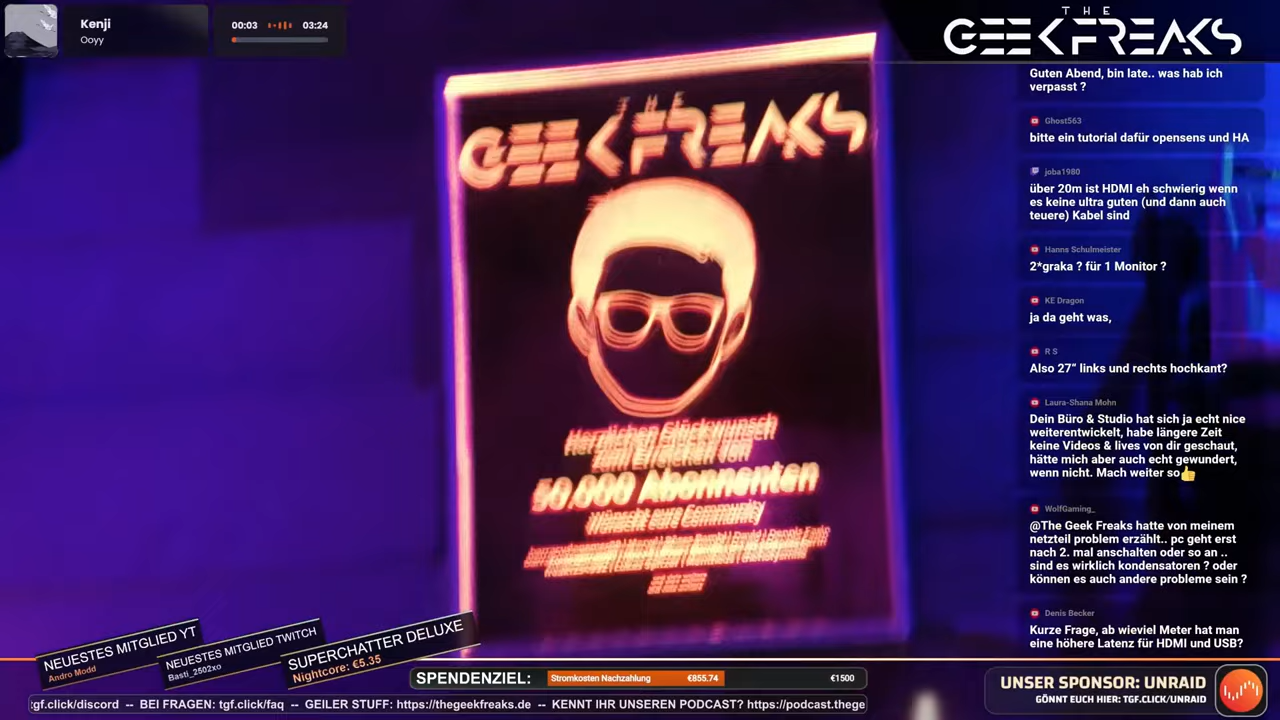 Kenji
Ooyy
00:03
03:24
THE
GEEKFREAKS
Guten Abend, bin late.. was hab ich
verpasst ?
Ghost563
bitte ein tutorial dafür opensens und HA
joba1980
über 20m ist HDMI eh schwierig wenn
es keine ultra guten (und dann auch
teuere) Kabel sind
Hanns Schulmeister
2*graka ? für 1 Monitor ?
KE Dragon
ja da geht was,
R S
Also 27" links und rechts hochkant?
Laura-Shana Mohn
Dein Büro & Studio hat sich ja echt nice
weiterentwickelt, habe längere Zeit
keine Videos & lives von dir geschaut,
hätte mich aber auch echt gewundert,
wenn nicht. Mach weiter so👍
WolfGaming_
@The Geek Freaks hatte von meinem
netzteil problem erzählt.. pc geht erst
nach 2. mal anschalten oder so an ..
sind es wirklich kondensatoren ? oder
können es auch andere probleme sein ?
Denis Becker
Kurze Frage, ab wieviel Meter hat man
eine höhere Latenz für HDMI und USB?
THE
GEEKFREAKS
Herzlichen Glückwunsch
zum Erreichen von
50.000 Abonnenten
Wünscht eure Community
NEUESTES MITGLIED YT
Andro Modd
NEUESTES MITGLIED TWITCH
Basti_2502xo
SUPERCHATTER DELUXE
Nightcore: €5.35
SPENDENZIEL:
Stromkosten Nachzahlung
€855.74
€1500
:gf.click/discord -- BEI FRAGEN: tgf.click/faq -- GEILER STUFF: https://thegeekfreaks.de -- KENNT IHR UNSEREN PODCAST? https://podcast.thege
UNSER SPONSOR: UNRAID
GÖNNT EUCH HIER: TGF.CLICK/UNRAID